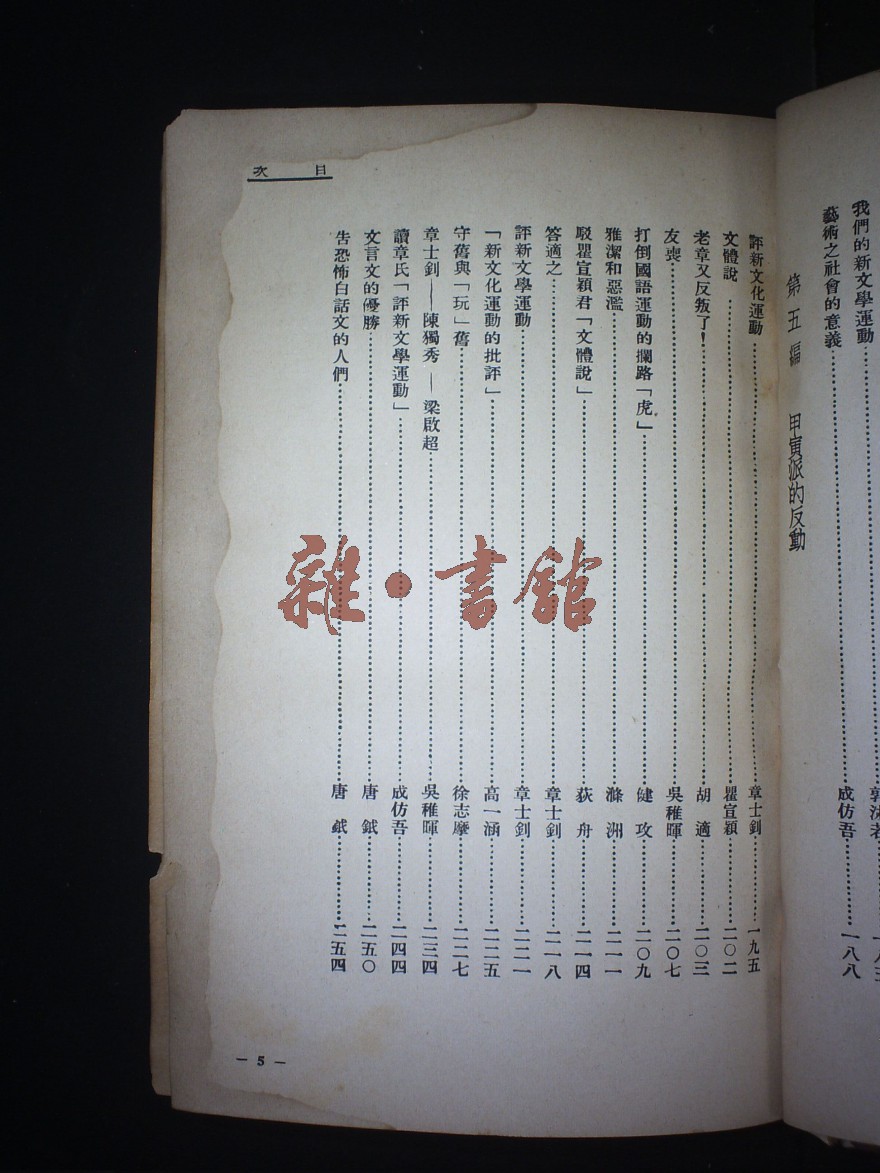 我們的新文學運動……郭沫若……一八三
藝術之社會的意義……成仿吾……一八八
第五編 甲寅派的反動
目次
評新文化運動……章士釗……一九五
文體說……瞿宣穎……二〇二
老章又反叛了！……胡適……二〇三
友喪……吳稚暉……二〇七
打倒國語運動的攔路「虎」……健攻……二〇九
雅潔和惡濫……滌洲……二一一
駁瞿宣穎君「文體說」……荻舟……二一四
答適之……章士釗……二一八
評新文學運動……章士釗……二二一
「新文化運動的批評」……高一涵……二二五
守舊與「玩」舊……徐志摩……二二七
章士釗——陳獨秀——梁啟超……吳稚暉……二三四
讀章氏「評新文學運動」……成仿吾……二四四
文言文的優勝……唐鉞……二五〇
告恐怖白話文的人們……唐鉞……二五四
— 5 —
雜·書館